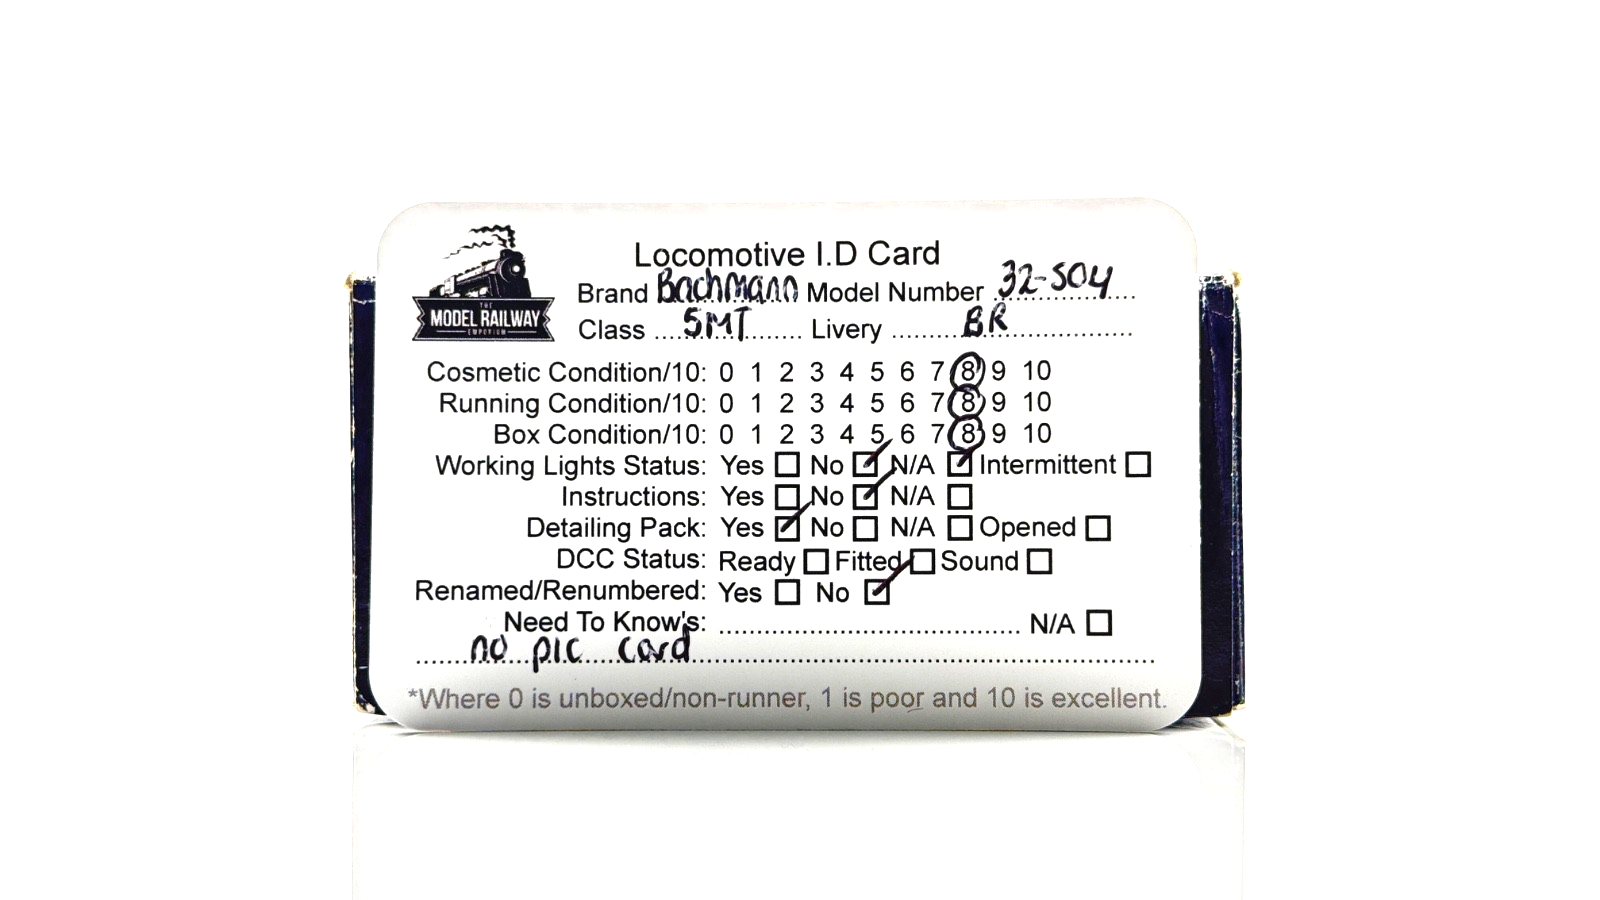 THE
MODEL RAILWAY
EMPORIUM
Locomotive I.D Card
Brand Bachmann Model Number 32-504
Class 5MT Livery BR
Cosmetic Condition/10: 0 1 2 3 4 5 6 7 8 9 10
Running Condition/10: 0 1 2 3 4 5 6 7 8 9 10
Box Condition/10: 0 1 2 3 4 5 6 7 8 9 10
Working Lights Status: Yes ☐ No ☑ N/A ☑ Intermittent ☐
Instructions: Yes ☐ No ☑ N/A ☐
Detailing Pack: Yes ☑ No ☐ N/A ☐ Opened ☐
DCC Status: Ready ☐ Fitted ☐ Sound ☐
Renamed/Renumbered: Yes ☐ No ☑
Need To Know's: .......................................... N/A ☐
no pic card
*Where 0 is unboxed/non-runner, 1 is poor and 10 is excellent.